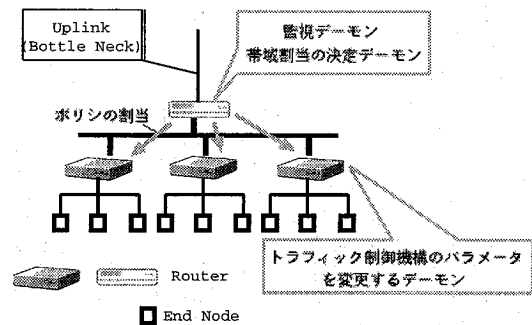 Uplink
(Bottle Neck)
監視デーモン
帯域割当の決定デーモン
ポリシの割当
トラフィック制御機構のパラメータ
を変更するデーモン
Router
End Node